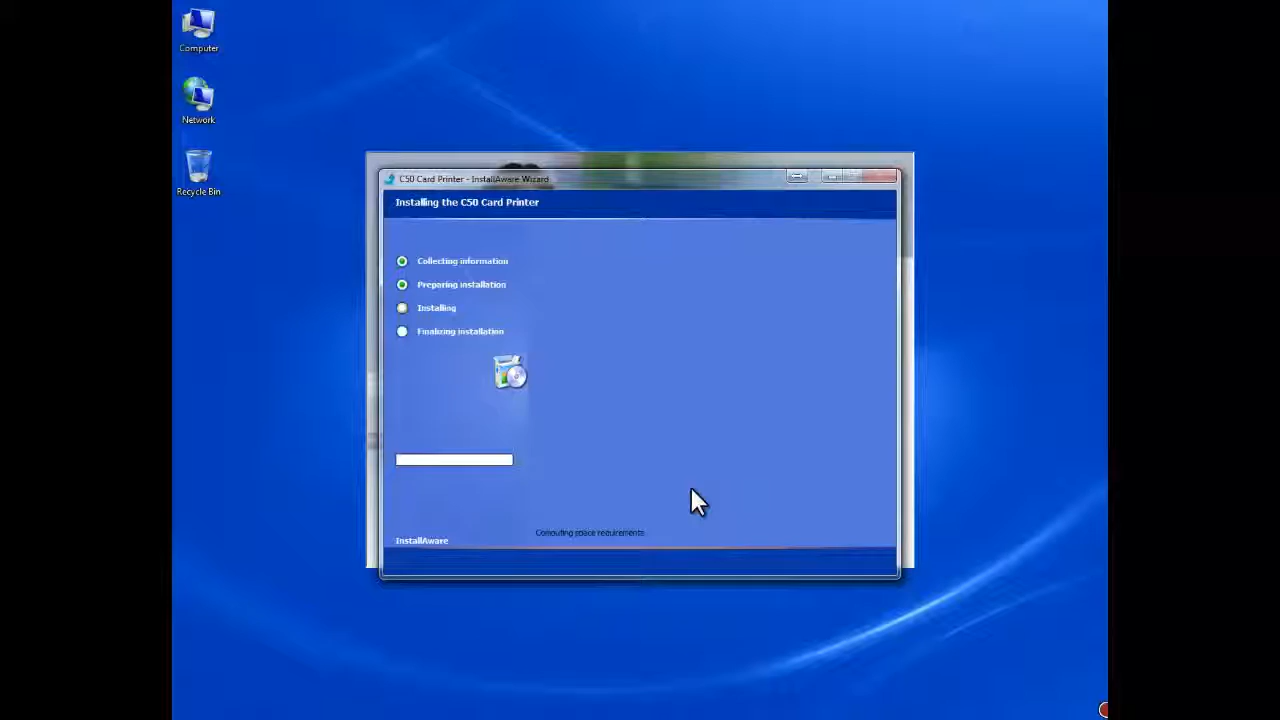 Computer
Network
Recycle Bin
C50 Card Printer - InstallAware Wizard
Installing the C50 Card Printer
Collecting information
Preparing installation
Installing
Finalizing installation
Computing space requirements
InstallAware